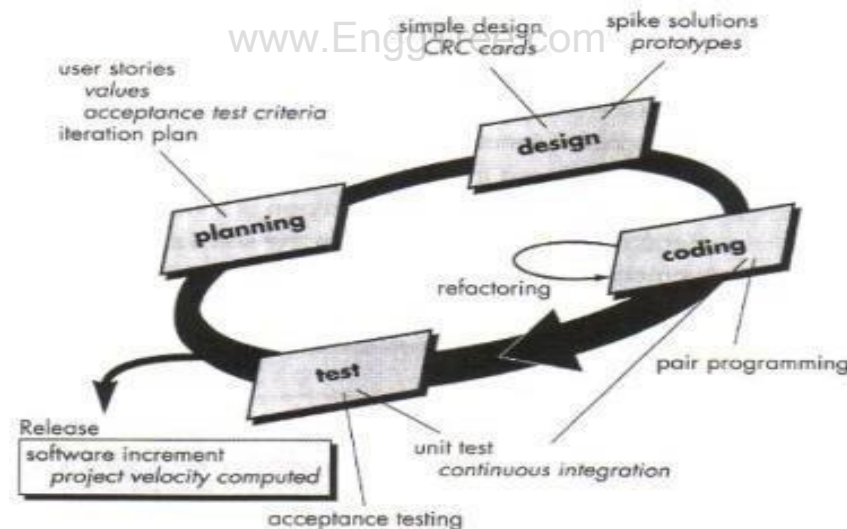 www.EnggTree.com
simple design
CRC cards
spike solutions
prototypes
user stories
values
acceptance test criteria
iteration plan
design
planning
coding
refactoring
test
pair programming
Release
software increment
project velocity computed
unit test
continuous integration
acceptance testing